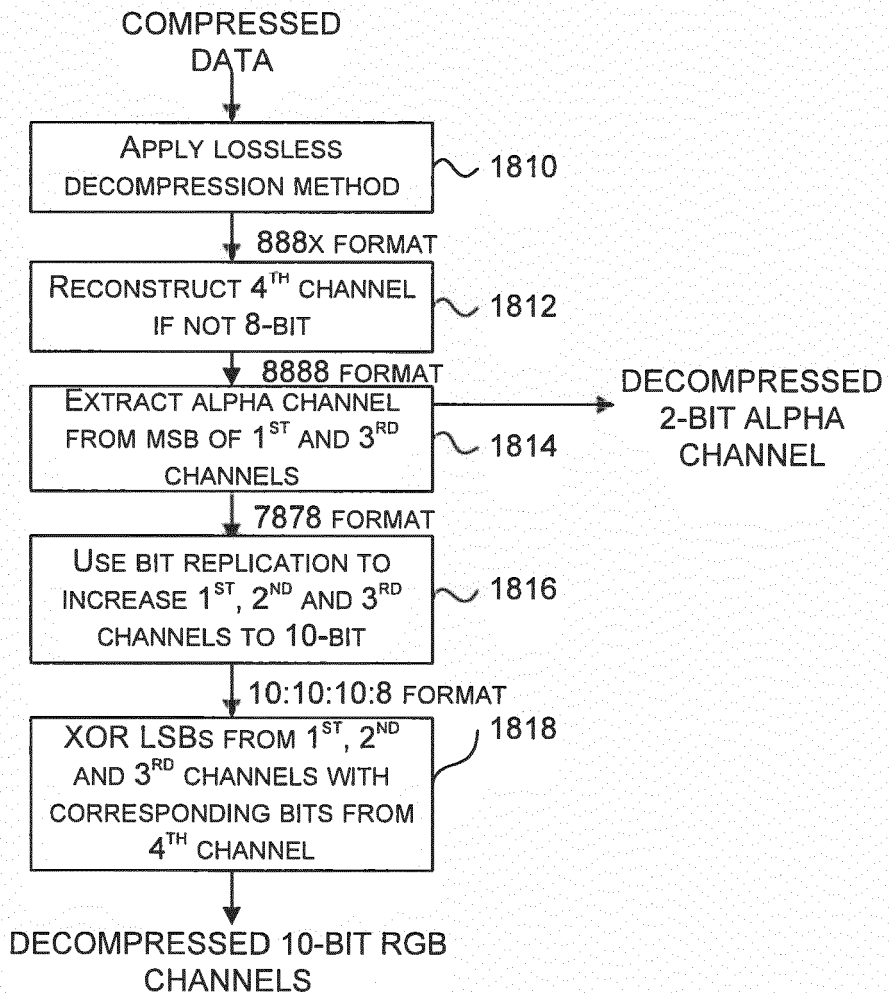 COMPRESSED
DATA
APPLY LOSSLESS
DECOMPRESSION METHOD
1810
888X FORMAT
RECONSTRUCT 4TH CHANNEL
IF NOT 8-BIT
1812
8888 FORMAT
EXTRACT ALPHA CHANNEL
FROM MSB OF 1ST AND 3RD
CHANNELS
1814
DECOMPRESSED
2-BIT ALPHA
CHANNEL
7878 FORMAT
USE BIT REPLICATION TO
INCREASE 1ST, 2ND AND 3RD
CHANNELS TO 10-BIT
1816
10:10:10:8 FORMAT
XOR LSBS FROM 1ST, 2ND
AND 3RD CHANNELS WITH
CORRESPONDING BITS FROM
4TH CHANNEL
1818
DECOMPRESSED 10-BIT RGB
CHANNELS